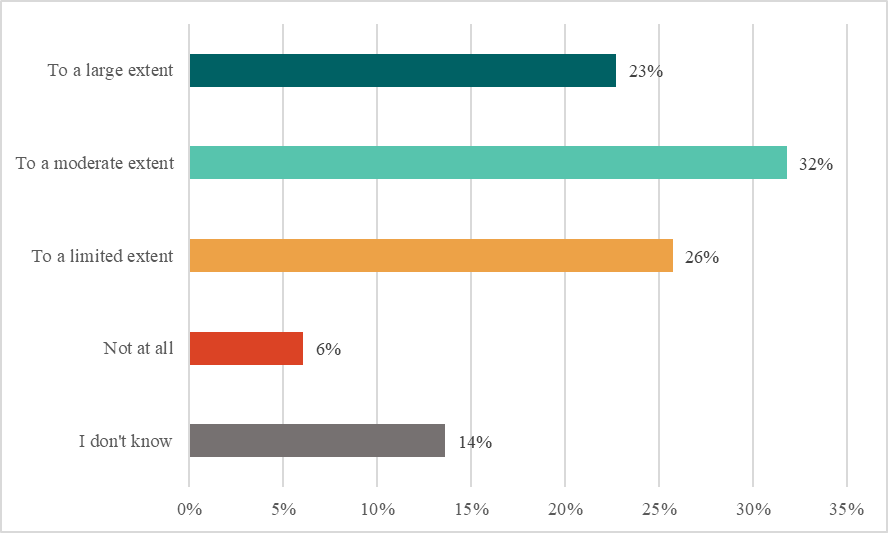 To a large extent 23%
To a moderate extent 32%
To a limited extent 26%
Not at all 6%
I don't know 14%
0% 5% 10% 15% 20% 25% 30% 35%